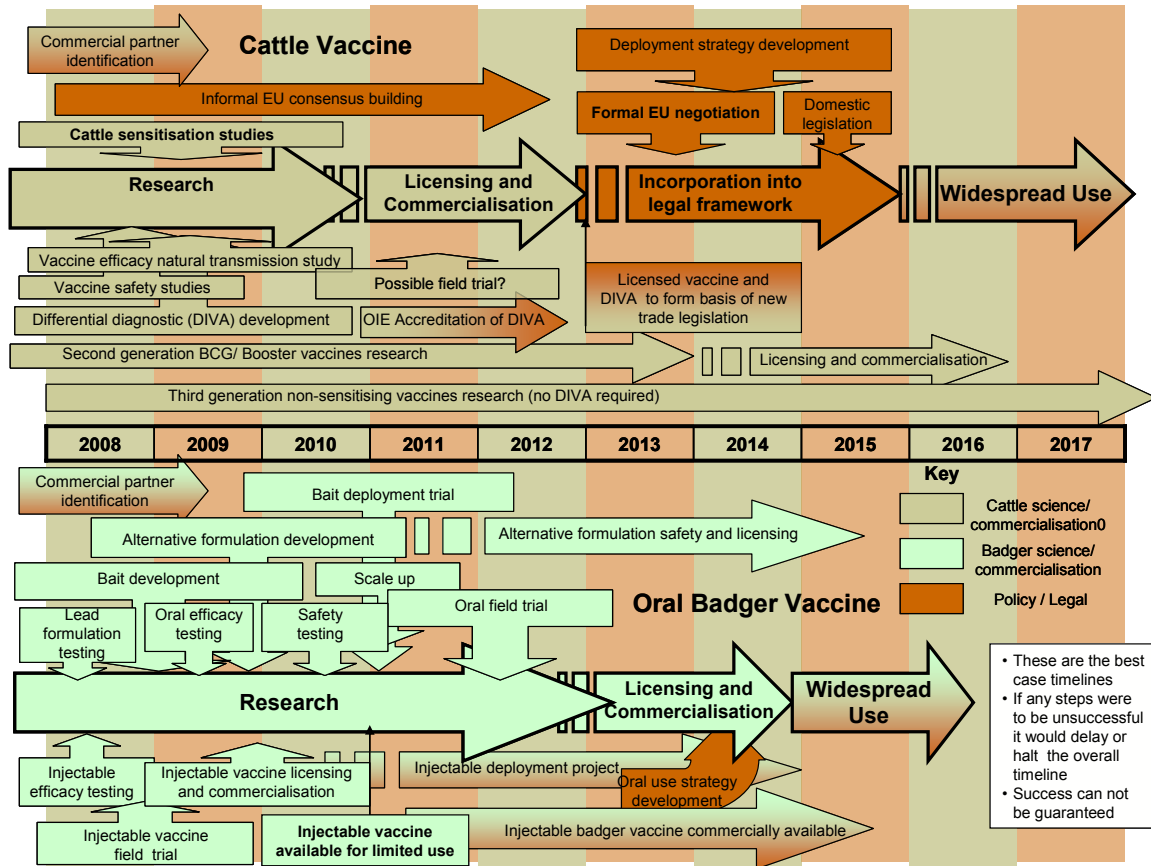 Commercial partner
identification
Cattle Vaccine
Deployment strategy development
Informal EU consensus building
Formal EU negotiation
Domestic
legislation
Cattle sensitisation studies
Research
Licensing and
Commercialisation
Incorporation into
legal framework
Widespread Use
Vaccine efficacy natural transmission study
Vaccine safety studies
Possible field trial?
Licensed vaccine and
DIVA to form basis of new
trade legislation
Differential diagnostic (DIVA) development
OIE Accreditation of DIVA
Second generation BCG/ Booster vaccines research
Licensing and commercialisation
Third generation non-sensitising vaccines research (no DIVA required)
2008 2009 2010 2011 2012 2013 2014 2015 2016 2017
Commercial partner
identification
Bait deployment trial
Key
Cattle science/
commercialisation0
Badger science/
commercialisation
Policy / Legal
Alternative formulation development
Alternative formulation safety and licensing
Bait development
Scale up
Lead
formulation
testing
Oral efficacy
testing
Safety
testing
Oral field trial
Oral Badger Vaccine
Research
Licensing and
Commercialisation
Widespread
Use
• These are the best
case timelines
• If any steps were
to be unsuccessful
it would delay or
halt the overall
timeline
• Success can not
be guaranteed
Injectable
efficacy testing
Injectable vaccine licensing
and commercialisation
Injectable deployment project
Oral use strategy
development
Injectable vaccine
field trial
Injectable vaccine
available for limited use
Injectable badger vaccine commercially available